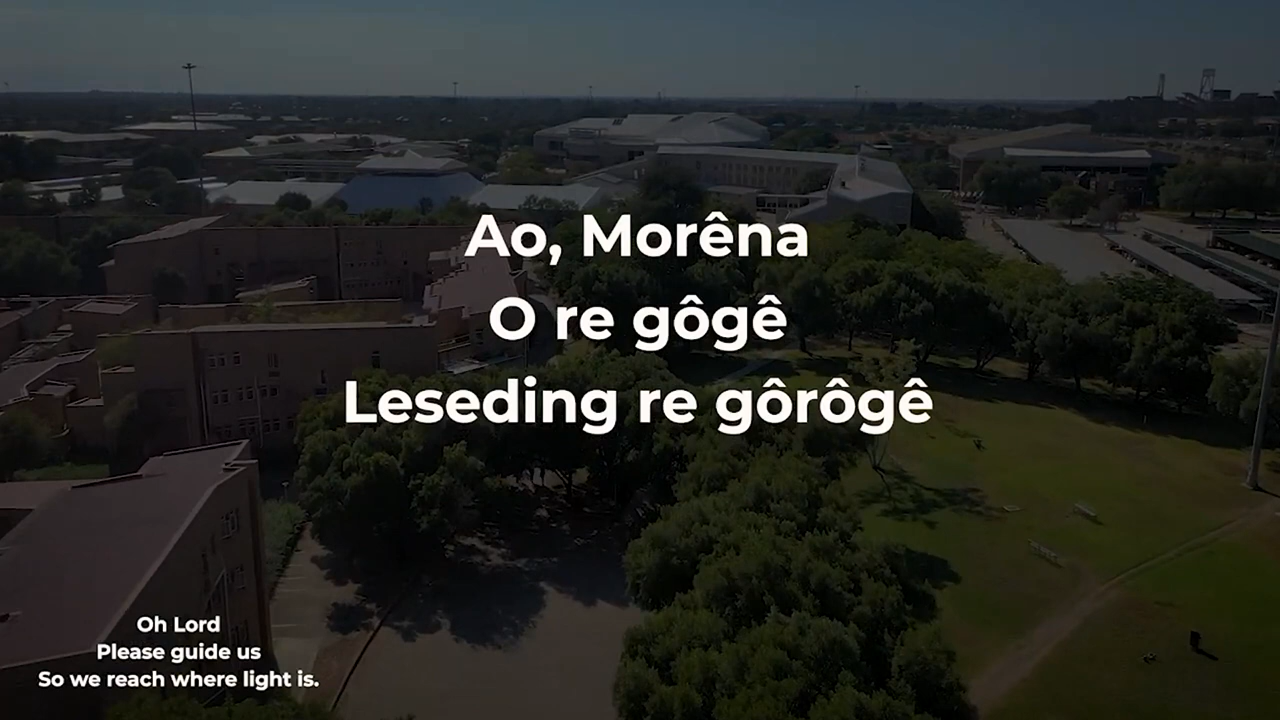 Ao, Morêna
O re gôgê
Leseding re gôrôgê
Oh Lord
Please guide us
So we reach where light is.